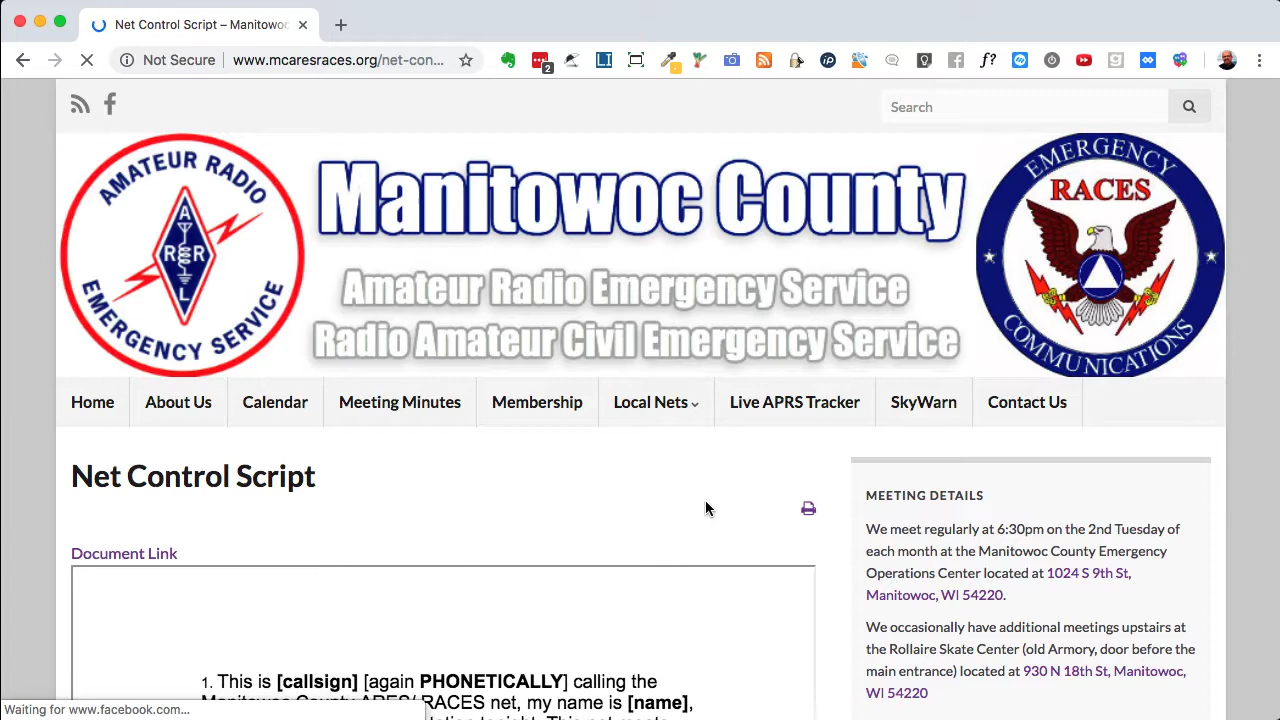 Net Control Script – Manitowoc
Not Secure www.mcaresraces.org/net-con...
2
f?
Search
AMATEUR RADIO
A
R R
L
EMERGENCY SERVICE
Manitowoc County
Amateur Radio Emergency Service
Radio Amateur Civil Emergency Service
EMERGENCY
RACES
COMMUNICATIONS
Home About Us Calendar Meeting Minutes Membership Local Nets Live APRS Tracker SkyWarn Contact Us
Net Control Script
Document Link
1. This is [callsign] [again PHONETICALLY] calling the
Manitowoc County ARES/ RACES net, my name is [name],
MEETING DETAILS
We meet regularly at 6:30pm on the 2nd Tuesday of
each month at the Manitowoc County Emergency
Operations Center located at 1024 S 9th St,
Manitowoc, WI 54220.
We occasionally have additional meetings upstairs at
the Rollaire Skate Center (old Armory, door before the
main entrance) located at 930 N 18th St, Manitowoc,
WI 54220
Waiting for www.facebook.com...